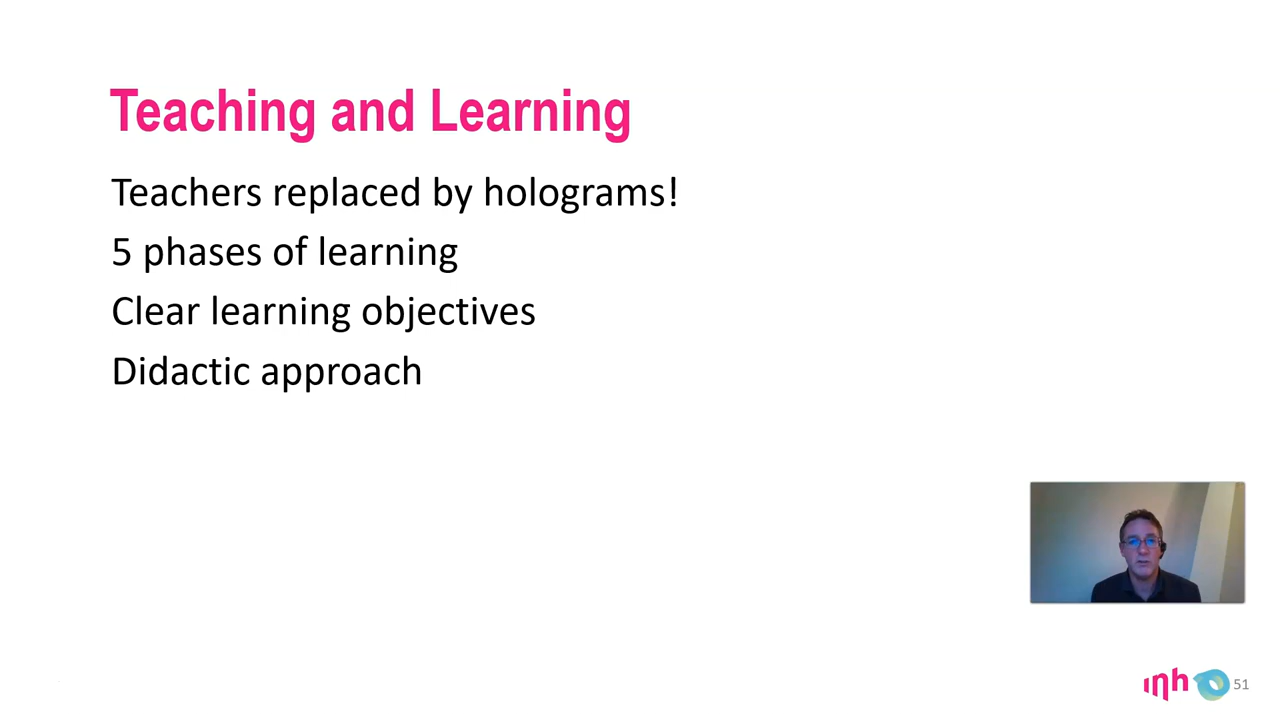 Teaching and Learning
Teachers replaced by holograms!
5 phases of learning
Clear learning objectives
Didactic approach
inh
51